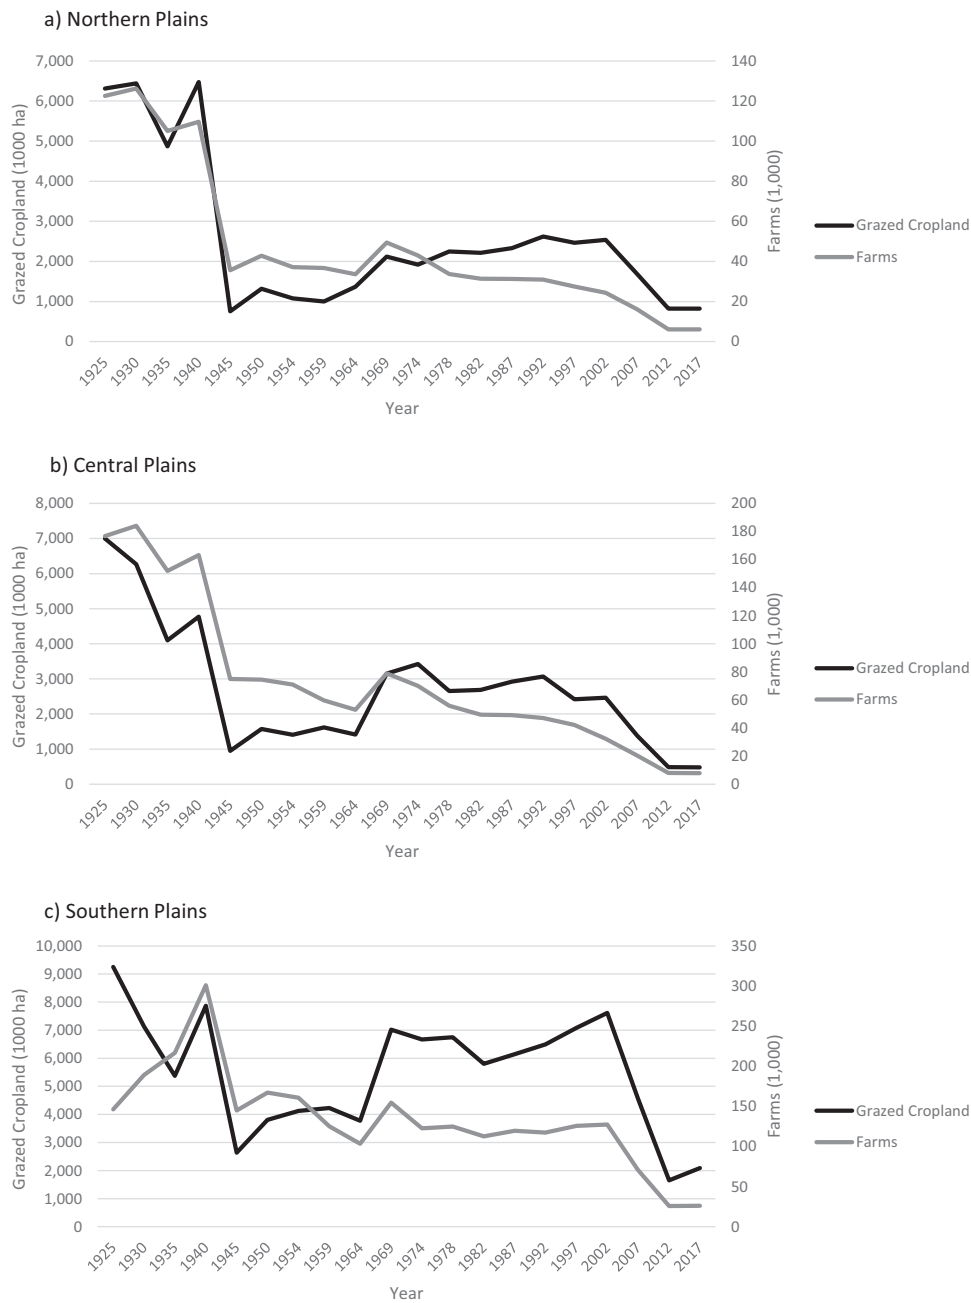 a) Northern Plains
7,000
6,000
5,000
4,000
3,000
2,000
1,000
0
Grazed Cropland (1000 ha)
140
120
100
80
60
40
20
0
Farms (1,000)
1925 1930 1935 1940 1945 1950 1954 1959 1964 1969 1974 1978 1982 1987 1992 1997 2002 2007 2012 2017
Year
Grazed Cropland
Farms
b) Central Plains
8,000
7,000
6,000
5,000
4,000
3,000
2,000
1,000
0
Grazed Cropland (1000 ha)
200
180
160
140
120
100
80
60
40
20
0
Farms (1,000)
1925 1930 1935 1940 1945 1950 1954 1959 1964 1969 1974 1978 1982 1987 1992 1997 2002 2007 2012 2017
Year
Grazed Cropland
Farms
c) Southern Plains
10,000
9,000
8,000
7,000
6,000
5,000
4,000
3,000
2,000
1,000
0
Grazed Cropland (1000 ha)
350
300
250
200
150
100
50
0
Farms (1,000)
1925 1930 1935 1940 1945 1950 1954 1959 1964 1969 1974 1978 1982 1987 1992 1997 2002 2007 2012 2017
Year
Grazed Cropland
Farms